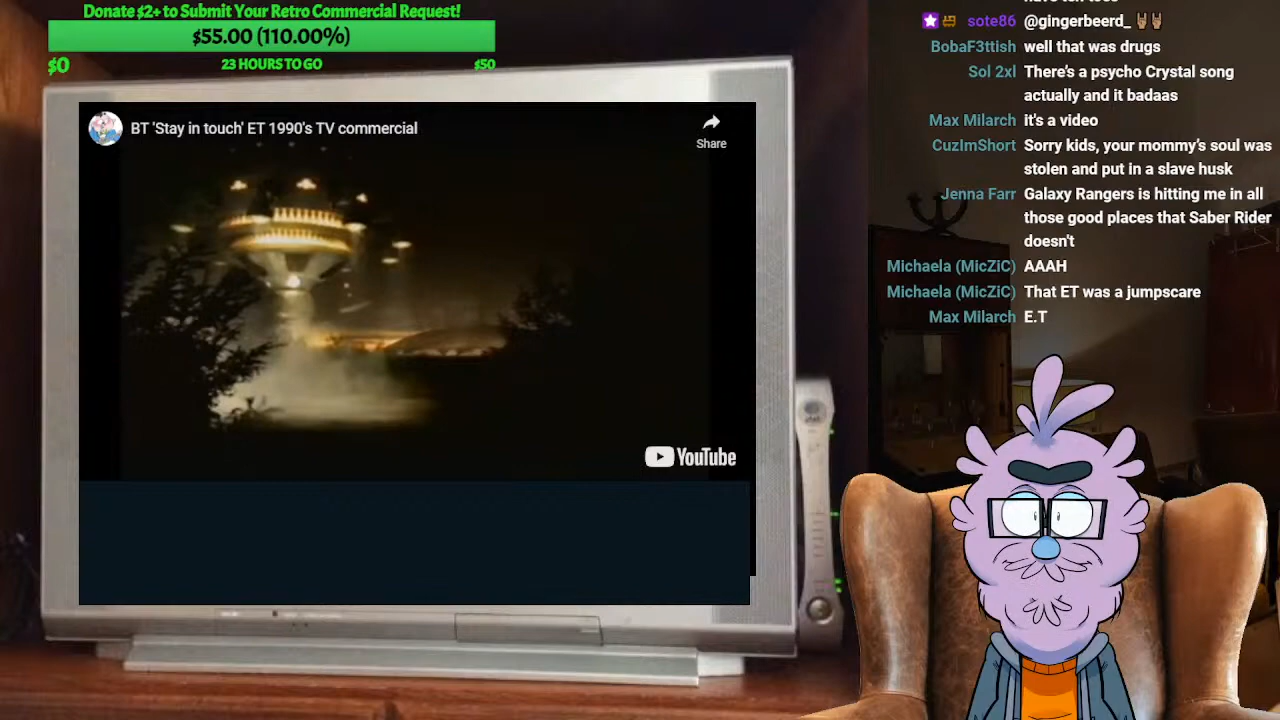 Donate $2+ to Submit Your Retro Commercial Request!
$55.00 (110.00%)
$0
23 HOURS TO GO
$50
BT 'Stay in touch' ET 1990's TV commercial
Share
YouTube
sote86 @gingerbeerd_
BobaF3ttish well that was drugs
Sol 2xl There's a psycho Crystal song
actually and it badaas
Max Milarch it's a video
CuzImShort Sorry kids, your mommy's soul was
stolen and put in a slave husk
Jenna Farr Galaxy Rangers is hitting me in all
those good places that Saber Rider
doesn't
Michaela (MicZiC) AAAH
Michaela (MicZiC) That ET was a jumpscare
Max Milarch E.T